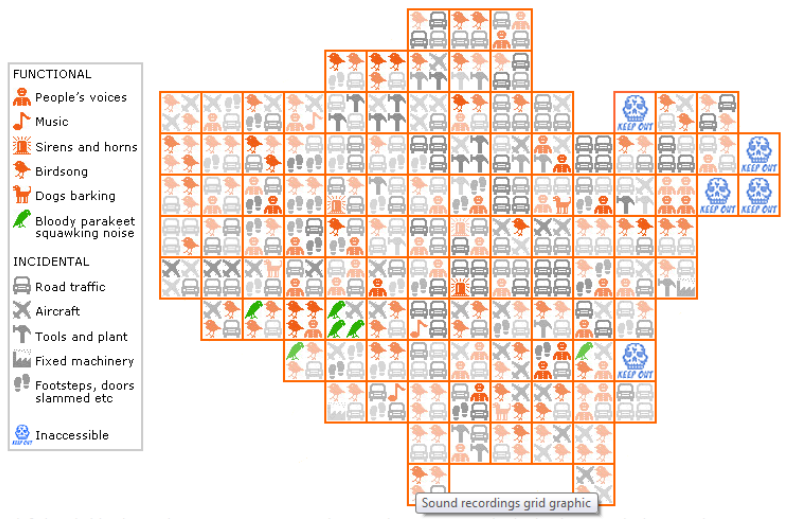 FUNCTIONAL
People's voices
Music
Sirens and horns
Birdsong
Dogs barking
Bloody parakeet
squawking noise
INCIDENTAL
Road traffic
Aircraft
Tools and plant
Fixed machinery
Footsteps, doors
slammed etc
KEEP OUT
Inaccessible
KEEP OUT
KEEP OUT
KEEP OUT
KEEP OUT
KEEP OUT
Sound recordings grid graphic